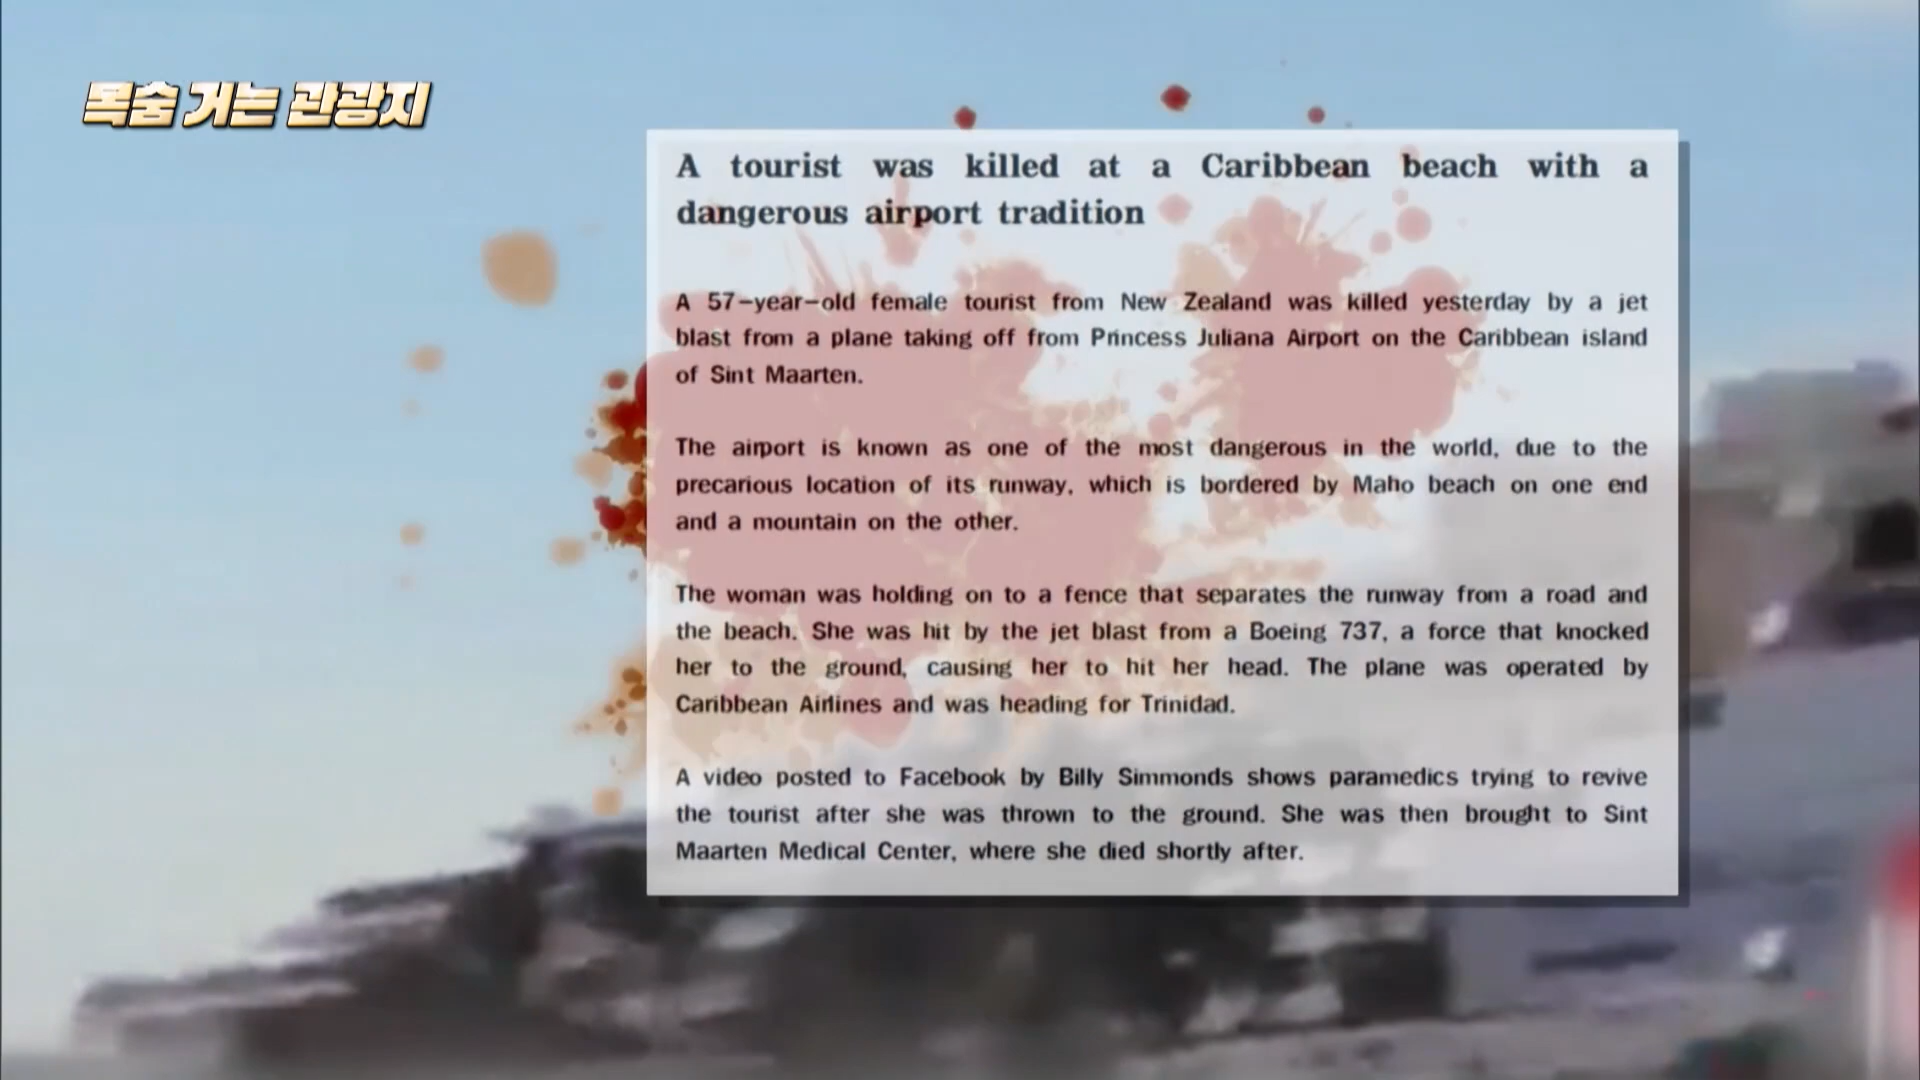 목숨 거는 관광지
A tourist was killed at a Caribbean beach with a
dangerous airport tradition
A 57-year-old female tourist from New Zealand was killed yesterday by a jet
blast from a plane taking off from Princess Juliana Airport on the Caribbean island
of Sint Maarten.
The airport is known as one of the most dangerous in the world, due to the
precarious location of its runway, which is bordered by Maho beach on one end
and a mountain on the other.
The woman was holding on to a fence that separates the runway from a road and
the beach. She was hit by the jet blast from a Boeing 737, a force that knocked
her to the ground, causing her to hit her head. The plane was operated by
Caribbean Airlines and was heading for Trinidad.
A video posted to Facebook by Billy Simmonds shows paramedics trying to revive
the tourist after she was thrown to the ground. She was then brought to Sint
Maarten Medical Center, where she died shortly after.